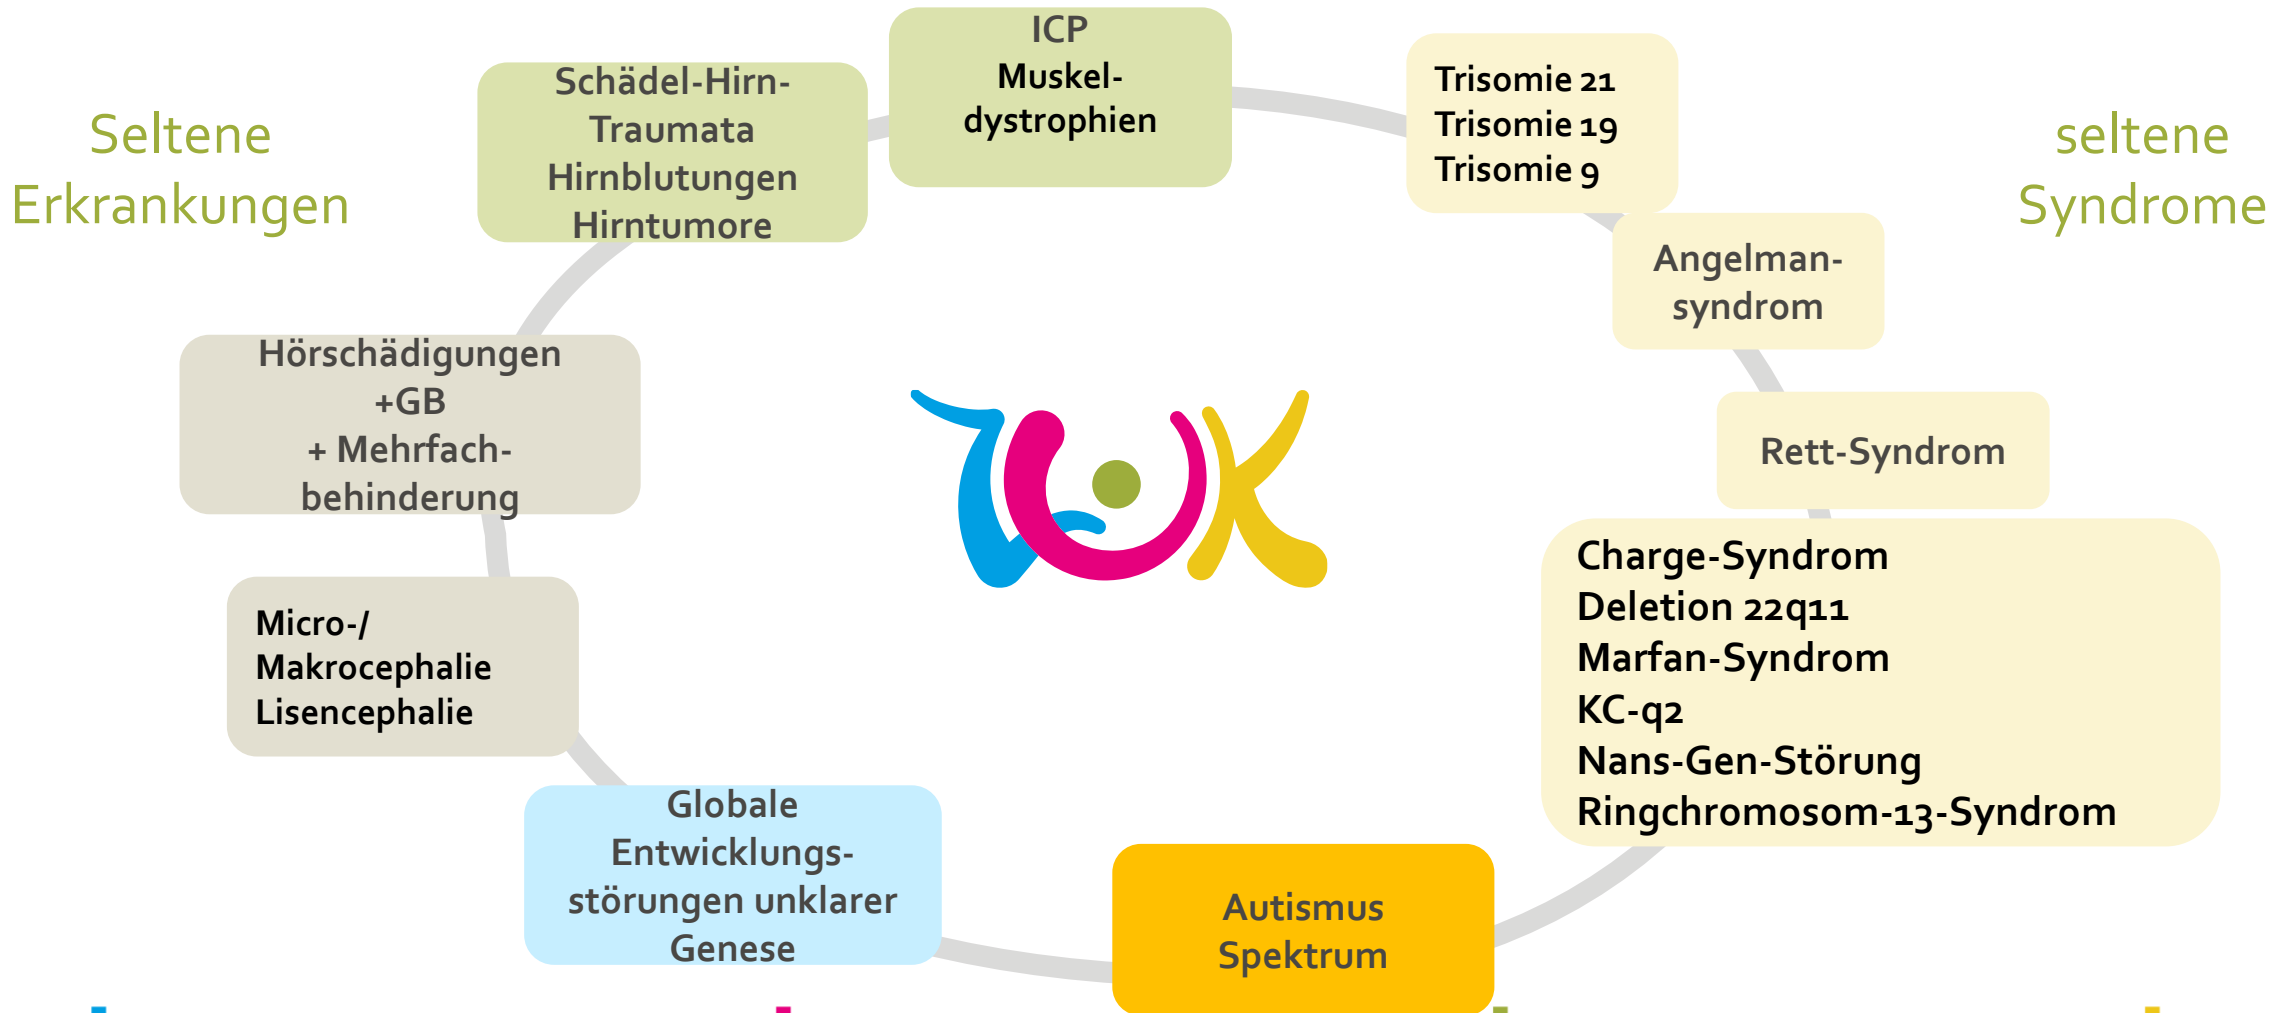 Seltene
Erkrankungen
Schädel-Hirn-
Traumata
Hirnblutungen
Hirntumore
ICP
Muskel-
dystrophien
Trisomie 21
Trisomie 19
Trisomie 9
seltene
Syndrome
Angelman-
syndrom
Rett-Syndrom
Charge-Syndrom
Deletion 22q11
Marfan-Syndrom
KC-q2
Nans-Gen-Störung
Ringchromosom-13-Syndrom
Autismus
Spektrum
Globale
Entwicklungs-
störungen unklarer
Genese
Micro-/
Makrocephalie
Lisencephalie
Hörschädigungen
+GB
+ Mehrfach-
behinderung
ZUK